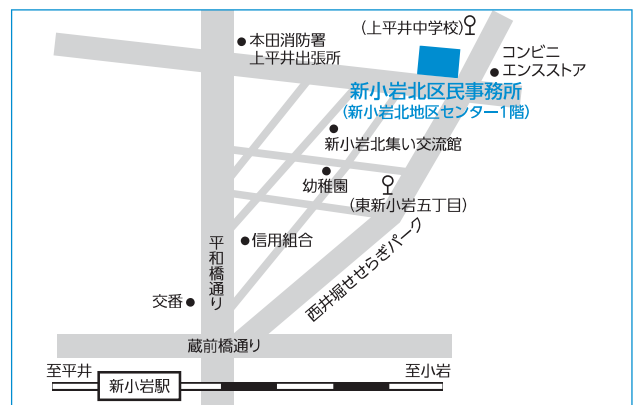 (上平井中学校)
本田消防署
上平井出張所
コンビニ
エンスストア
新小岩北区民事務所
(新小岩北地区センター1階)
新小岩北集い交流館
幼稚園
(東新小岩五丁目)
信用組合
平和橋通り
西井堀せせらぎパーク
交番
蔵前橋通り
至平井
至小岩
新小岩駅